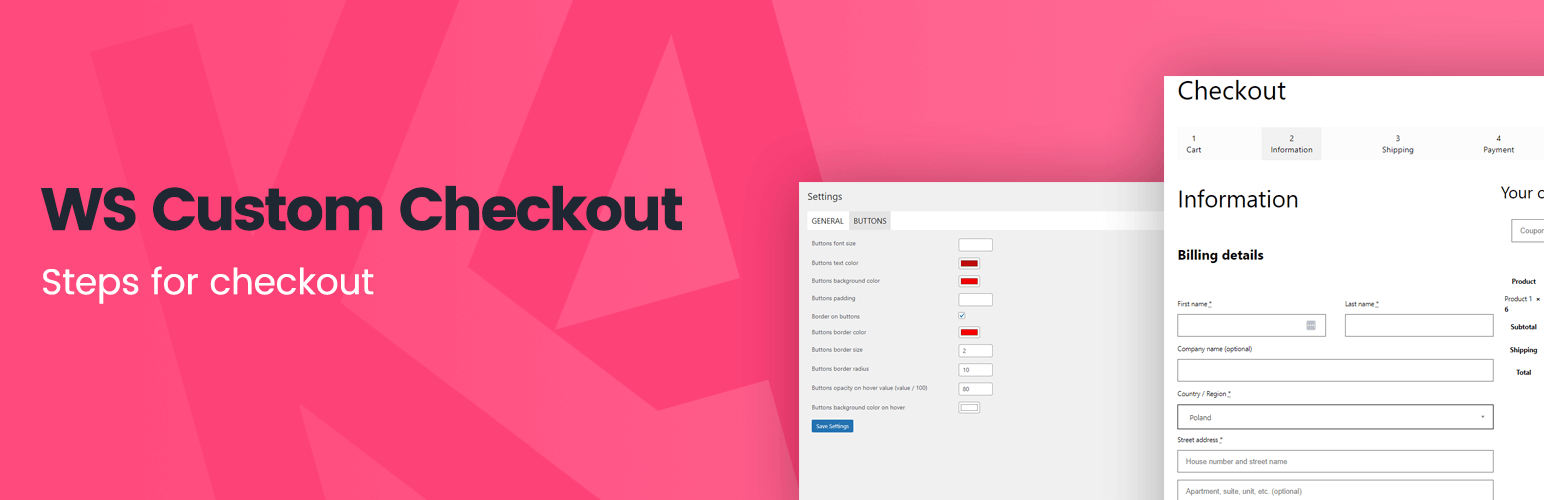 WS Custom Checkout
Steps for checkout
Settings
GENERAL BUTTONS
Buttons font size
Buttons text color
Buttons background color
Buttons padding
Border on buttons
Buttons border color
Buttons border size 2
Buttons border radius 10
Buttons opacity on hover value (value / 100) 80
Buttons background color on hover
Save Settings
Checkout
1 2 3 4
Cart Information Shipping Payment
Information
Billing details
First name * Last name *
Company name (optional)
Country / Region *
Poland
Street address *
House number and street name
Apartment, suite, unit, etc. (optional)
Your
Coupon
Product
Product 1 ×
6
Subtotal
Shipping
Total